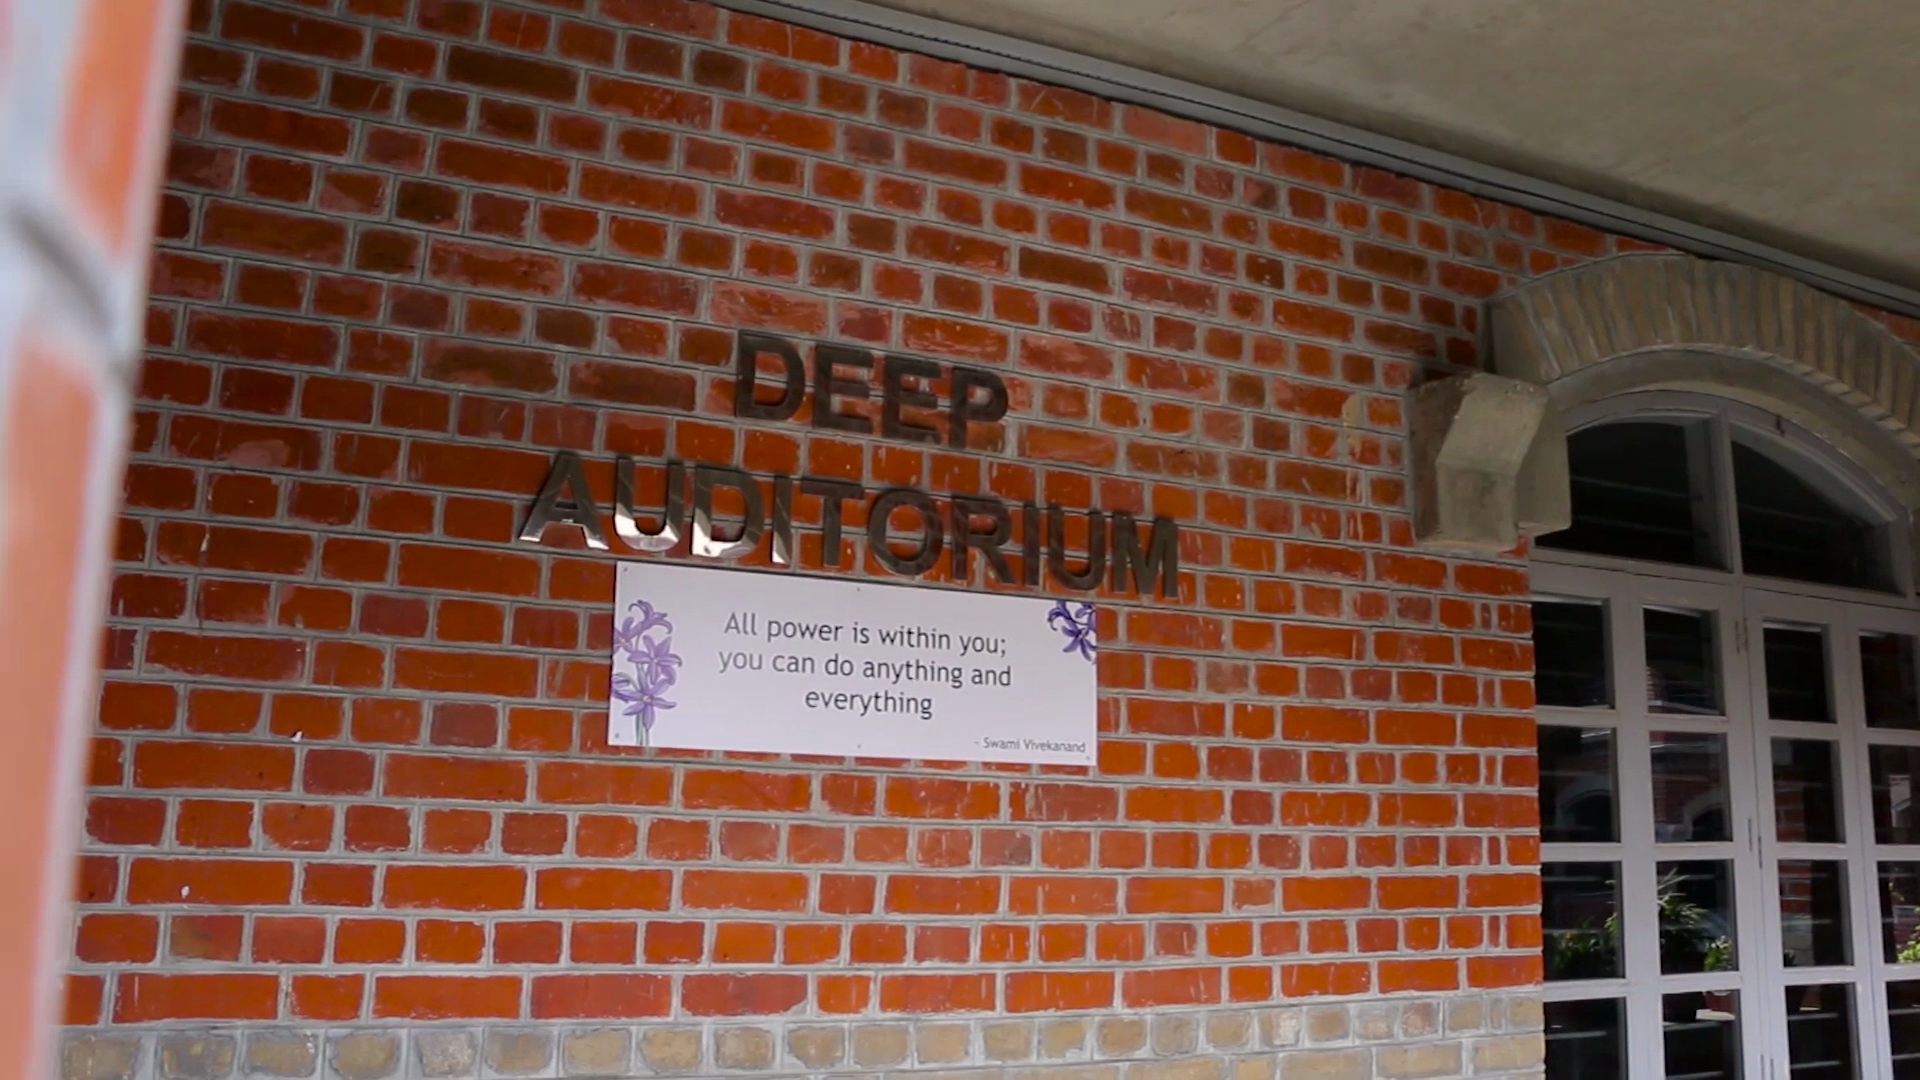 DEEP
AUDITORIUM
All power is within you;
you can do anything and
everything
- Swami Vivekanand